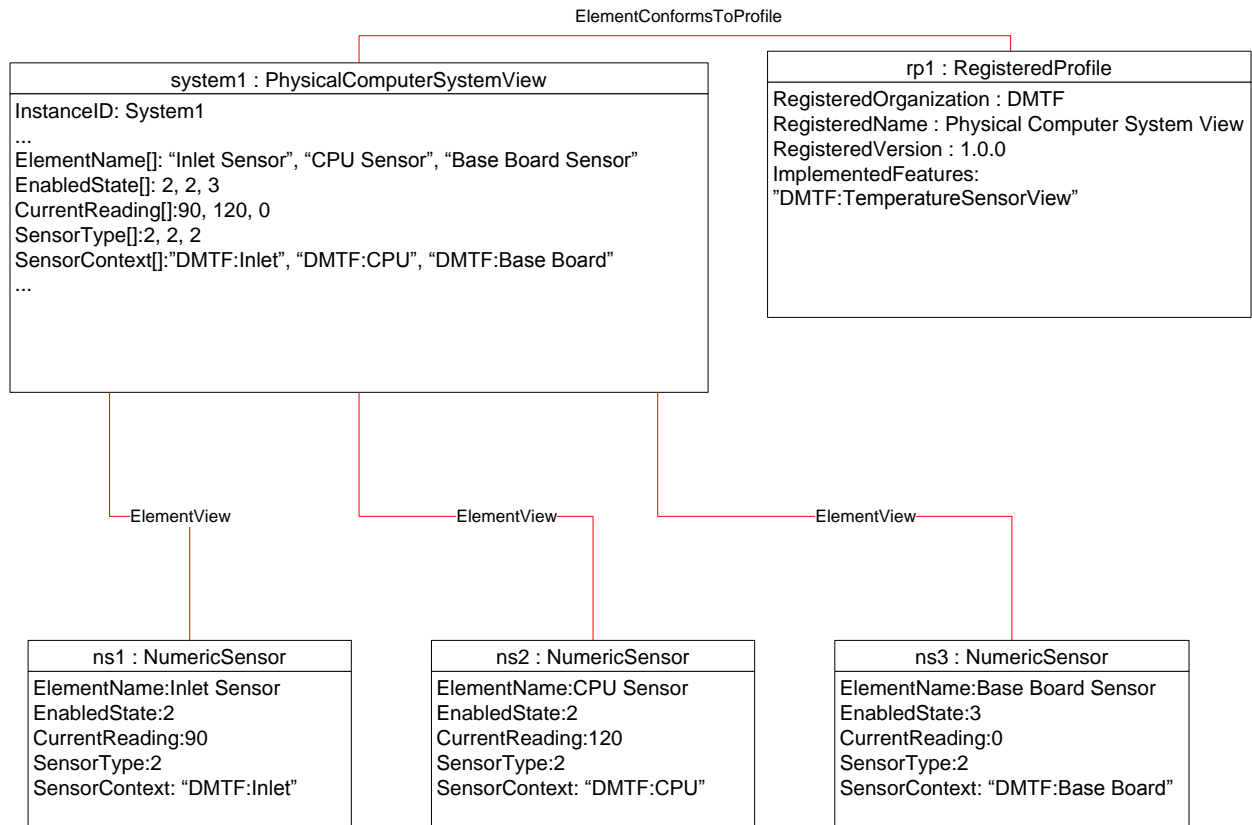 ElementConformsToProfile
system1 : PhysicalComputerSystemView
InstanceID: System1
...
ElementName[]: “Inlet Sensor”, “CPU Sensor”, “Base Board Sensor”
EnabledState[]: 2, 2, 3
CurrentReading[]:90, 120, 0
SensorType[]:2, 2, 2
SensorContext[]:”DMTF:Inlet”, “DMTF:CPU”, “DMTF:Base Board”
...
rp1 : RegisteredProfile
RegisteredOrganization : DMTF
RegisteredName : Physical Computer System View
RegisteredVersion : 1.0.0
ImplementedFeatures:
”DMTF:TemperatureSensorView”
ElementView
ElementView
ElementView
ns1 : NumericSensor
ElementName:Inlet Sensor
EnabledState:2
CurrentReading:90
SensorType:2
SensorContext: “DMTF:Inlet”
ns2 : NumericSensor
ElementName:CPU Sensor
EnabledState:2
CurrentReading:120
SensorType:2
SensorContext: “DMTF:CPU”
ns3 : NumericSensor
ElementName:Base Board Sensor
EnabledState:3
CurrentReading:0
SensorType:2
SensorContext: “DMTF:Base Board”